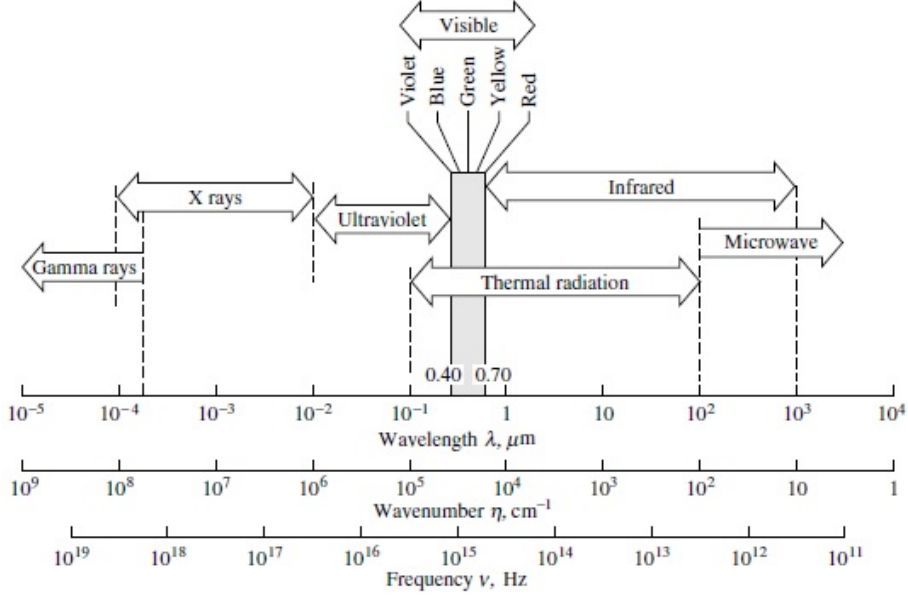 Visible
Violet
Blue
Green
Yellow
Red
X rays
Infrared
Ultraviolet
Microwave
Gamma rays
Thermal radiation
0.40 0.70
10⁻⁵ 10⁻⁴ 10⁻³ 10⁻² 10⁻¹ 1 10 10² 10³ 10⁴
Wavelength λ, μm
10⁹ 10⁸ 10⁷ 10⁶ 10⁵ 10⁴ 10³ 10² 10 1
Wavenumber η, cm⁻¹
10¹⁹ 10¹⁸ 10¹⁷ 10¹⁶ 10¹⁵ 10¹⁴ 10¹³ 10¹² 10¹¹
Frequency ν, Hz